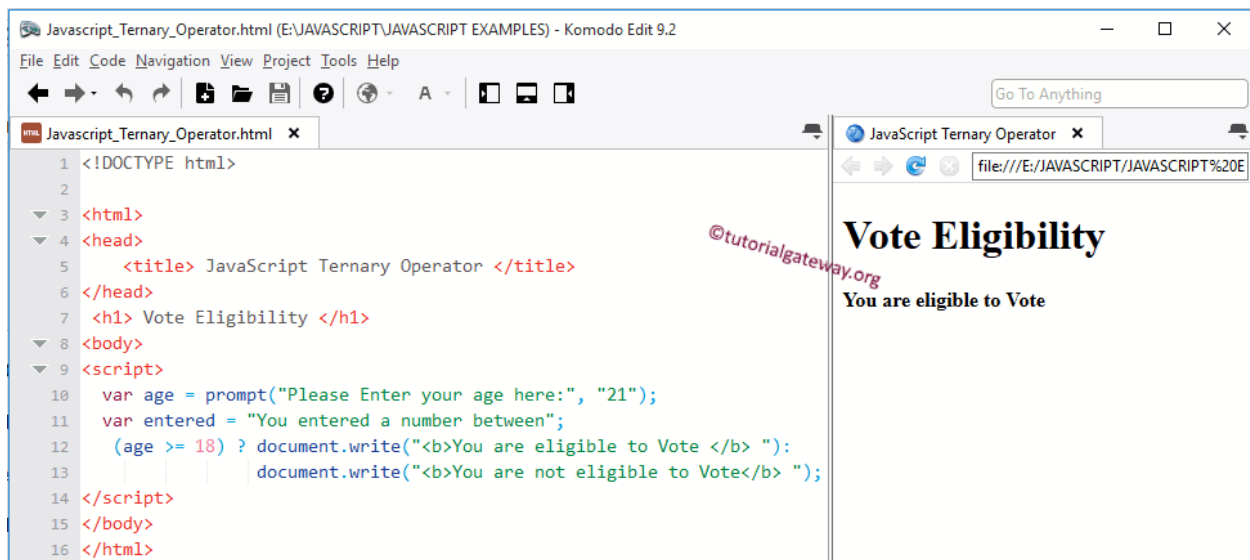 Javascript_Ternary_Operator.html (E:\JAVASCRIPT\JAVASCRIPT EXAMPLES) - Komodo Edit 9.2
File Edit Code Navigation View Project Tools Help
A
Go To Anything
HTML Javascript_Ternary_Operator.html
1 <!DOCTYPE html>
2
3 <html>
4 <head>
5 <title> JavaScript Ternary Operator </title>
6 </head>
7 <h1> Vote Eligibility </h1>
8 <body>
9 <script>
10 var age = prompt("Please Enter your age here:", "21");
11 var entered = "You entered a number between";
12 (age >= 18) ? document.write("<b>You are eligible to Vote </b> "):
13 document.write("<b>You are not eligible to Vote</b> ");
14 </script>
15 </body>
16 </html>
©tutorialgateway.org
JavaScript Ternary Operator
file:///E:/JAVASCRIPT/JAVASCRIPT%20E
Vote Eligibility
You are eligible to Vote